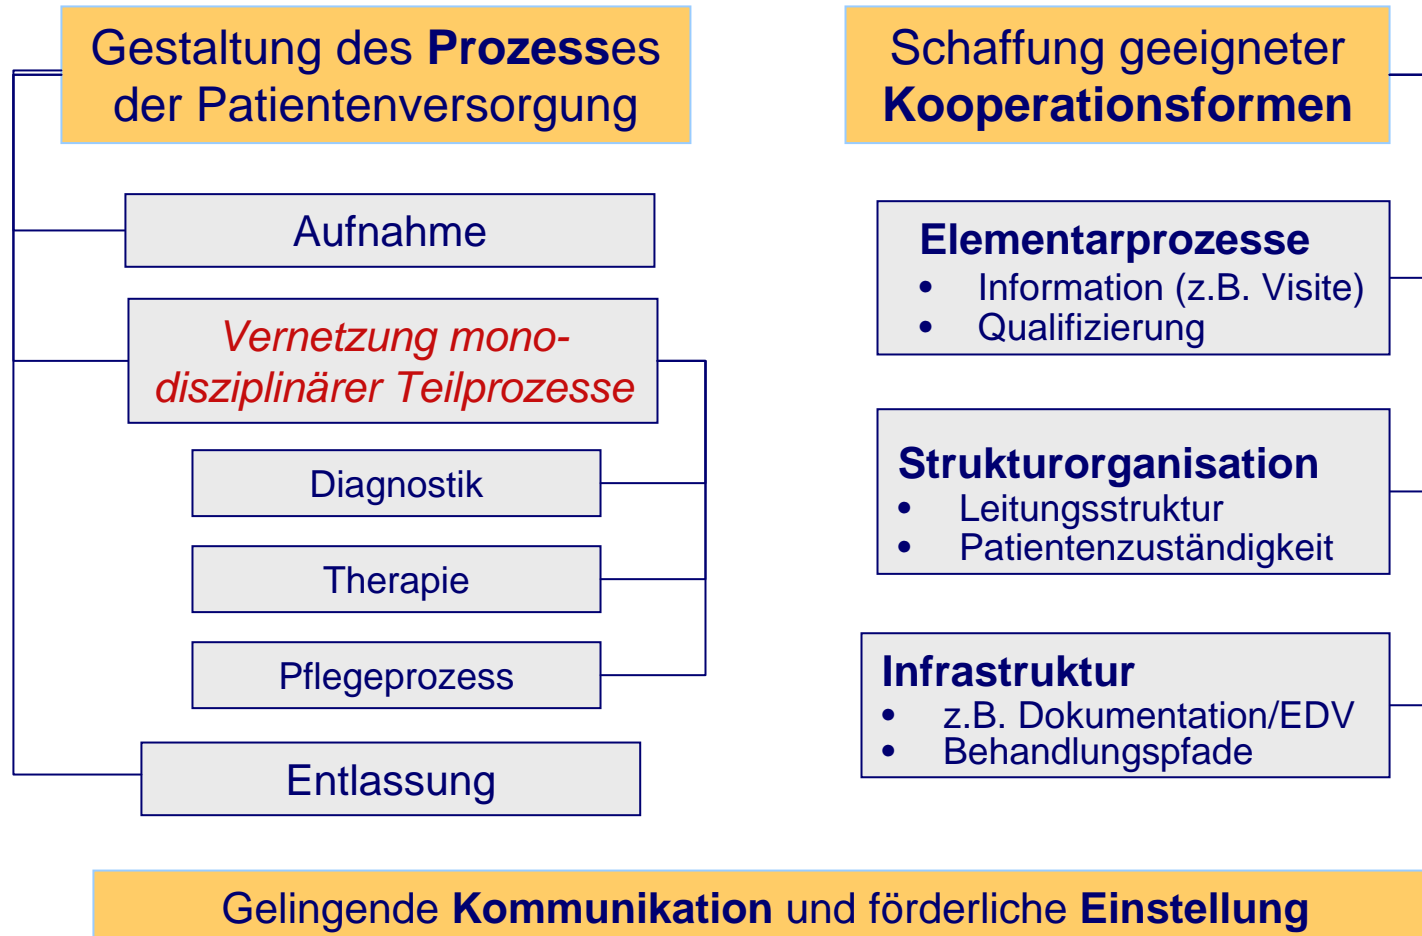 Gestaltung des Prozesses
der Patientenversorgung
Aufnahme
Vernetzung mono-
disziplinärer Teilprozesse
Diagnostik
Therapie
Pflegeprozess
Entlassung
Schaffung geeigneter
Kooperationsformen
Elementarprozesse
• Information (z.B. Visite)
• Qualifizierung
Strukturorganisation
• Leitungsstruktur
• Patientenzuständigkeit
Infrastruktur
• z.B. Dokumentation/EDV
• Behandlungspfade
Gelingende Kommunikation und förderliche Einstellung